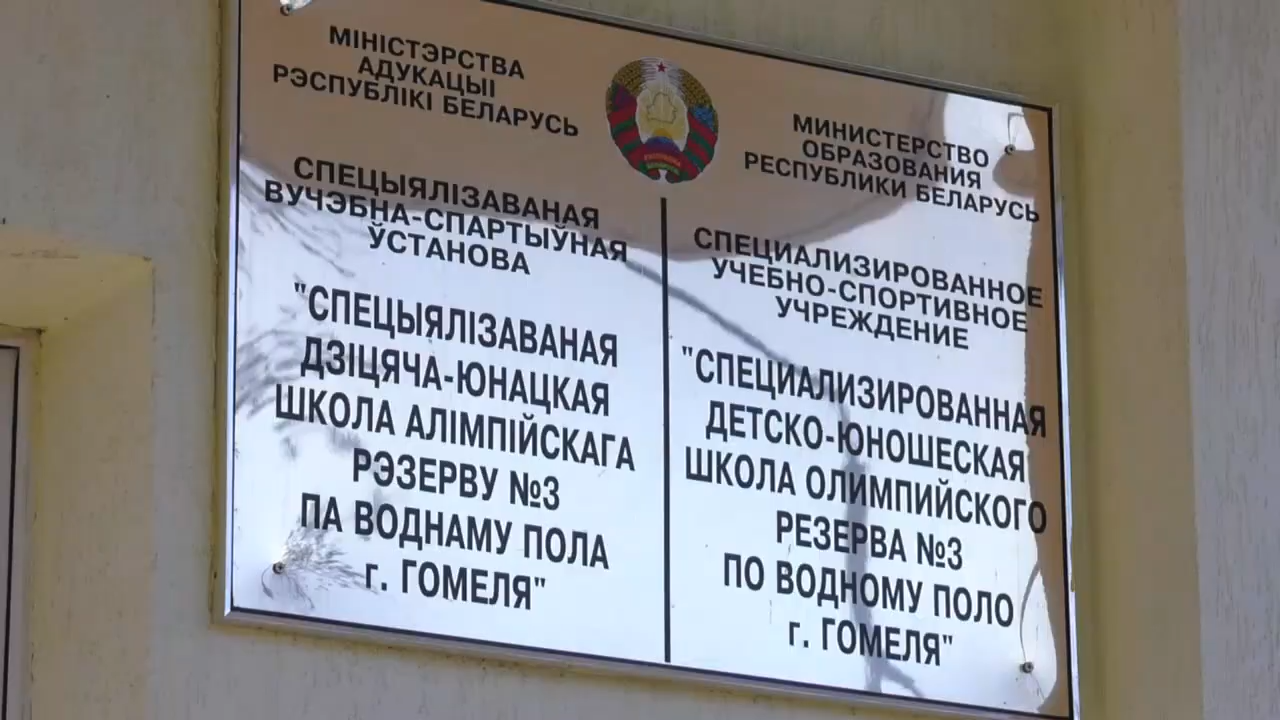 МІНІСТЭРСТВА
АДУКАЦЫІ
РЭСПУБЛІКІ БЕЛАРУСЬ
СПЕЦЫЯЛІЗАВАНАЯ
ВУЧЭБНА-СПАРТЫЎНАЯ
ЎСТАНОВА
"СПЕЦЫЯЛІЗАВАНАЯ
ДЗІЦЯЧА-ЮНАЦКАЯ
ШКОЛА АЛІМПІЙСКАГА
РЭЗЕРВУ №3
ПА ВОДНАМУ ПОЛА
г. ГОМЕЛЯ"
МИНИСТЕРСТВО
ОБРАЗОВАНИЯ
РЕСПУБЛИКИ БЕЛАРУСЬ
СПЕЦИАЛИЗИРОВАННОЕ
УЧЕБНО-СПОРТИВНОЕ
УЧРЕЖДЕНИЕ
"СПЕЦИАЛИЗИРОВАННАЯ
ДЕТСКО-ЮНОШЕСКАЯ
ШКОЛА ОЛИМПИЙСКОГО
РЕЗЕРВА №3
ПО ВОДНОМУ ПОЛО
г. ГОМЕЛЯ"